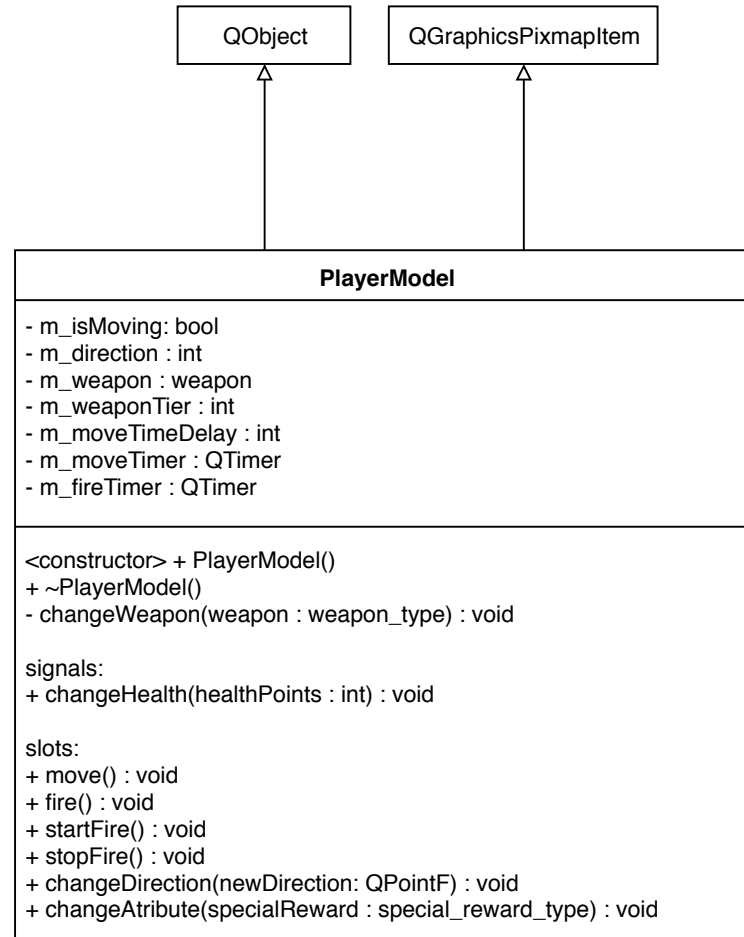 QObject
QGraphicsPixmapItem
PlayerModel
- m_isMoving: bool
- m_direction : int
- m_weapon : weapon
- m_weaponTier : int
- m_moveTimeDelay : int
- m_moveTimer : QTimer
- m_fireTimer : QTimer
<constructor> + PlayerModel()
+ ~PlayerModel()
- changeWeapon(weapon : weapon_type) : void
signals:
+ changeHealth(healthPoints : int) : void
slots:
+ move() : void
+ fire() : void
+ startFire() : void
+ stopFire() : void
+ changeDirection(newDirection: QPointF) : void
+ changeAtribute(specialReward : special_reward_type) : void